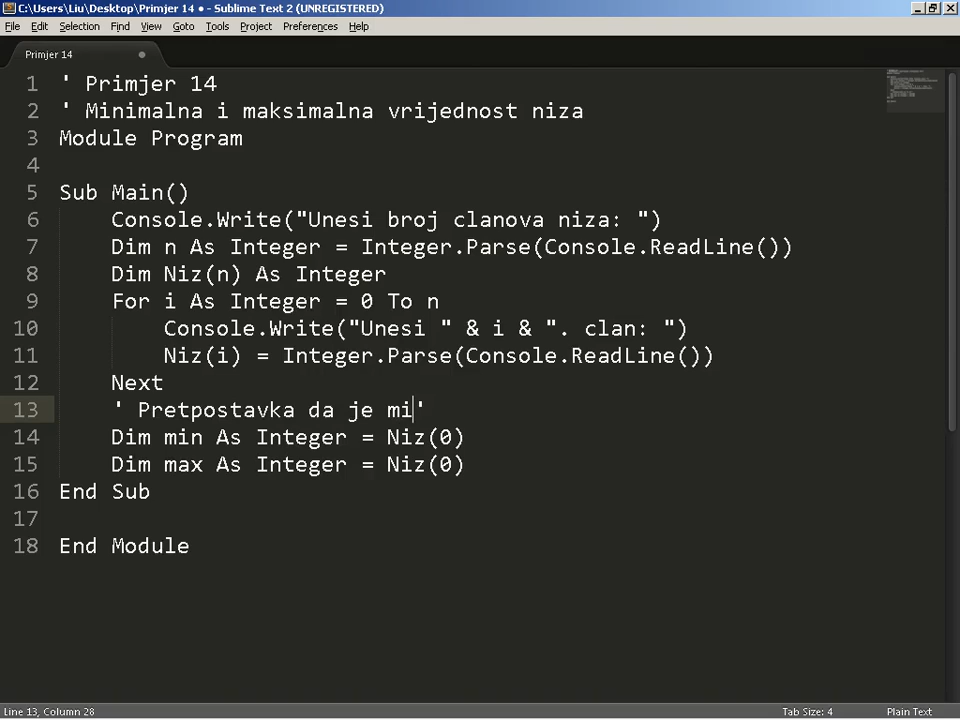 C:\Users\Liu\Desktop\Primjer 14 • - Sublime Text 2 (UNREGISTERED)
File Edit Selection Find View Goto Tools Project Preferences Help
Primjer 14
1 ' Primjer 14
2 ' Minimalna i maksimalna vrijednost niza
3 Module Program
4
5 Sub Main()
6     Console.Write("Unesi broj clanova niza: ")
7     Dim n As Integer = Integer.Parse(Console.ReadLine())
8     Dim Niz(n) As Integer
9     For i As Integer = 0 To n
10         Console.Write("Unesi " & i & ". clan: ")
11         Niz(i) = Integer.Parse(Console.ReadLine())
12     Next
13     ' Pretpostavka da je mi'
14     Dim min As Integer = Niz(0)
15     Dim max As Integer = Niz(0)
16 End Sub
17
18 End Module
Line 13, Column 28 Tab Size: 4 Plain Text